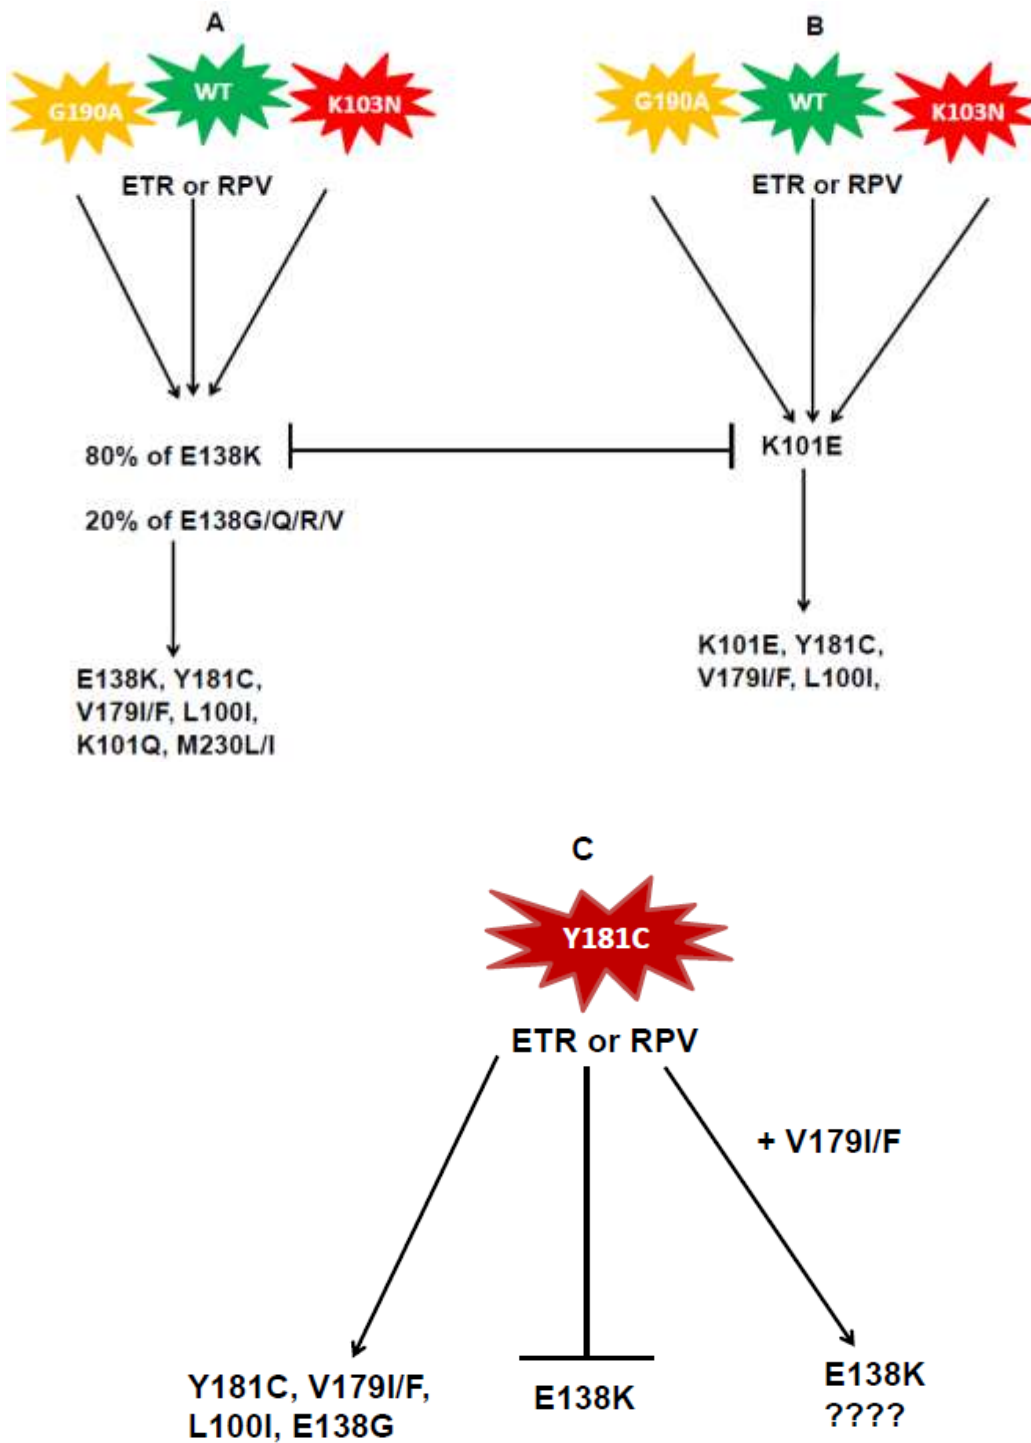 A
G190A
WT
K103N
ETR or RPV
80% of E138K
20% of E138G/Q/R/V
E138K, Y181C,
V179I/F, L100I,
K101Q, M230L/I
B
G190A
WT
K103N
ETR or RPV
K101E
K101E, Y181C,
V179I/F, L100I,
C
Y181C
ETR or RPV
+ V179I/F
Y181C, V179I/F,
L100I, E138G
E138K
E138K
????